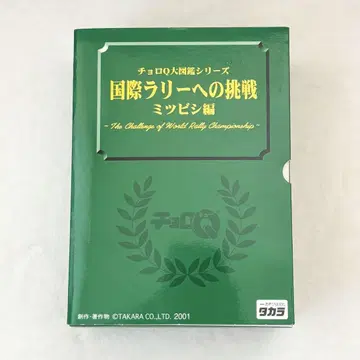 チョロQ大図鑑シリーズ
国際ラリーへの挑戦
ミツビシ編
- The Challenge of World Rally Championship -
チョロQ
制作・著作物 ©TAKARA CO.,LTD. 2001
タカラ